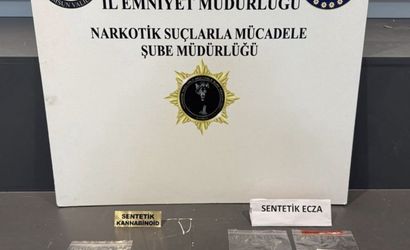 İL EMNİYET MÜDÜRLÜĞÜ
NARKOTİK SUÇLARLA MÜCADELE
ŞUBE MÜDÜRLÜĞÜ
SENTETİK
KANNABİNOİD
SENTETİK ECZA